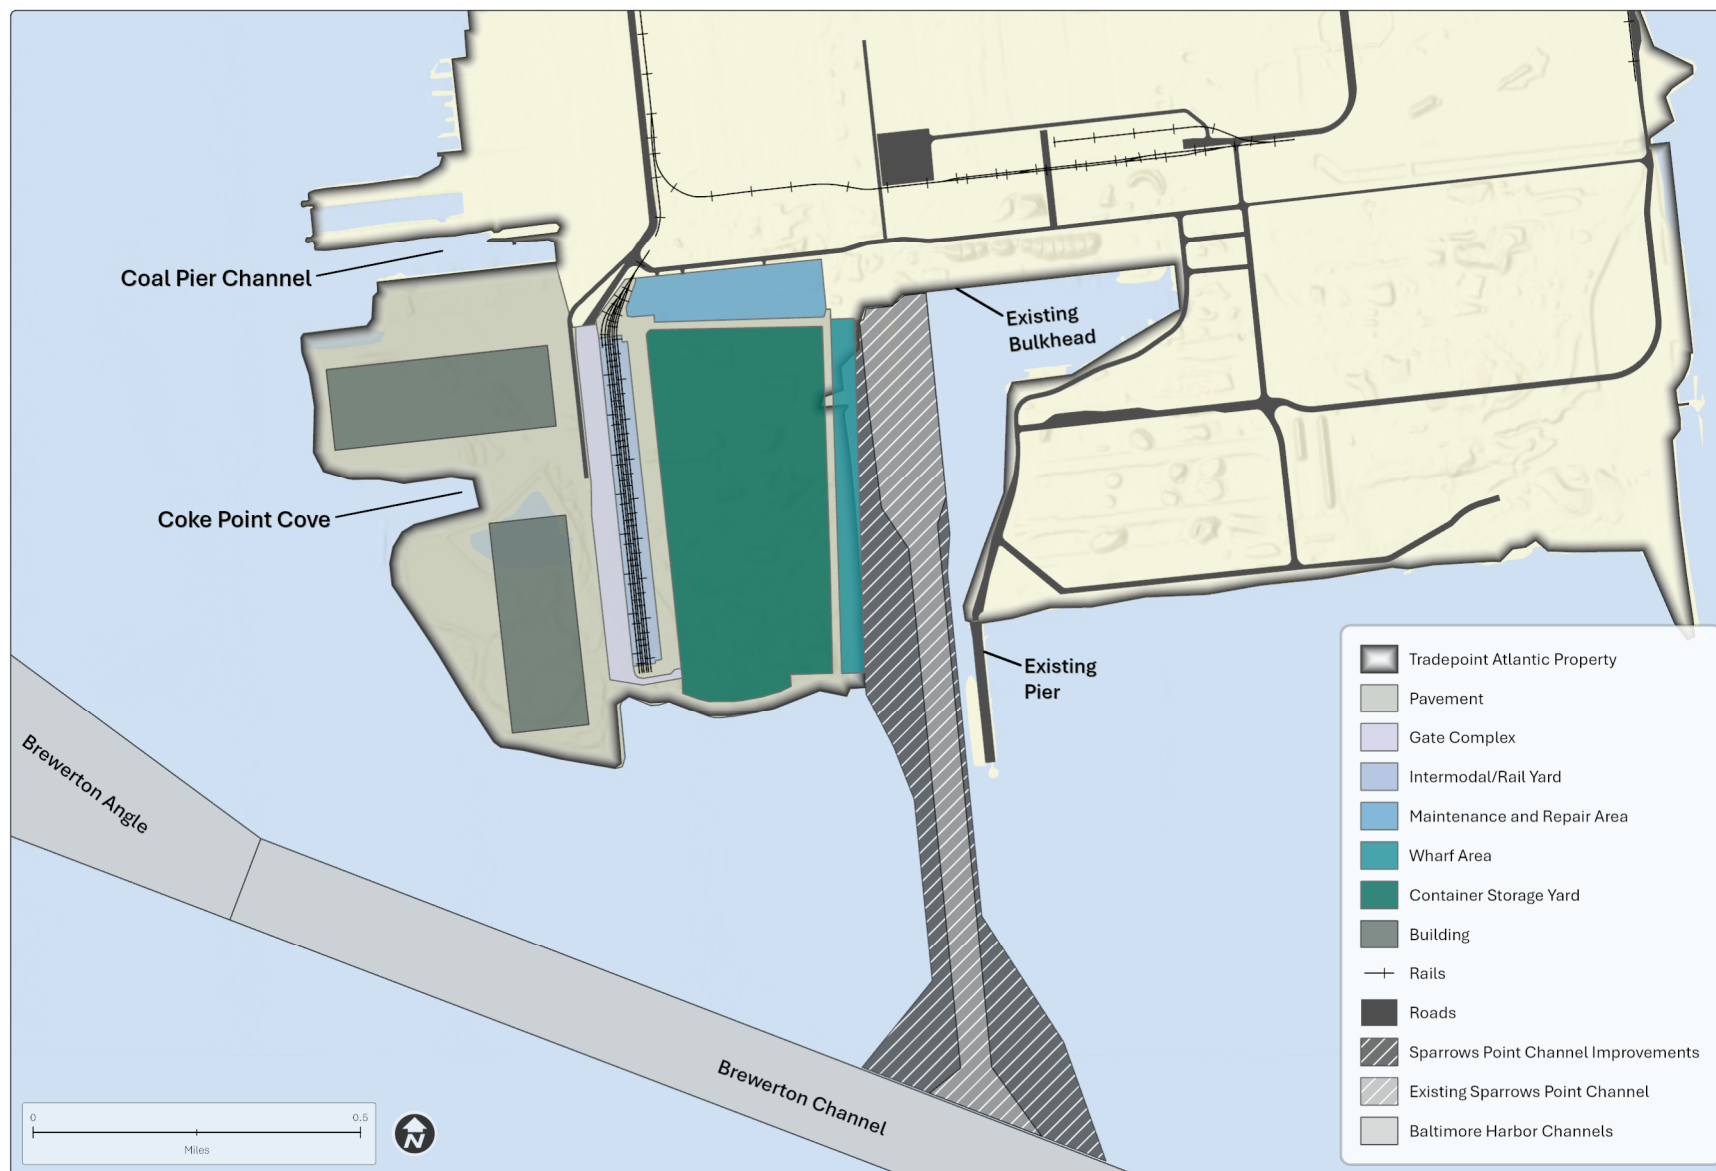 Coal Pier Channel
Existing
Bulkhead
Coke Point Cove
Existing
Pier
Brewerton Angle
Brewerton Channel
0
0.5
Miles
N
Tradepoint Atlantic Property
Pavement
Gate Complex
Intermodal/Rail Yard
Maintenance and Repair Area
Wharf Area
Container Storage Yard
Building
Rails
Roads
Sparrows Point Channel Improvements
Existing Sparrows Point Channel
Baltimore Harbor Channels